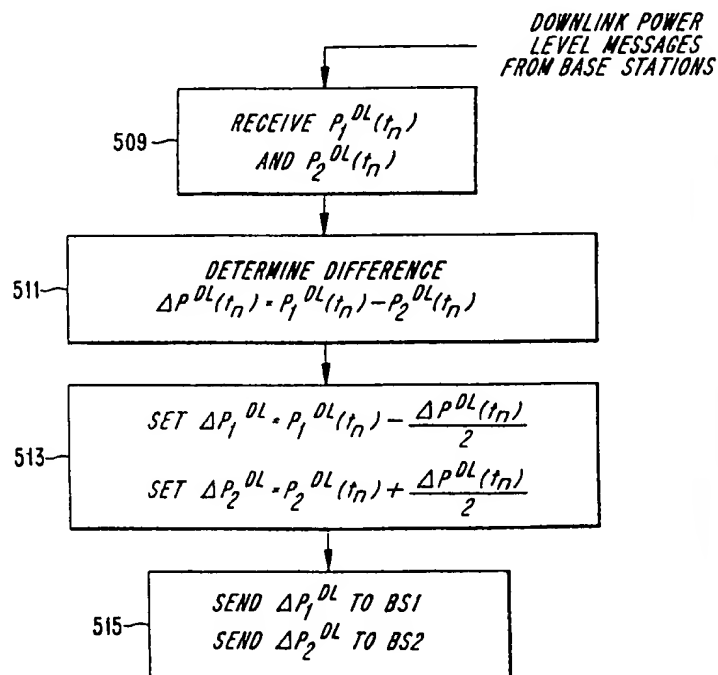 DOWNLINK POWER
LEVEL MESSAGES
FROM BASE STATIONS
509
RECEIVE P₁ᴰᴸ(tₙ)
AND P₂ᴰᴸ(tₙ)
511
DETERMINE DIFFERENCE
ΔPᴰᴸ(tₙ) = P₁ᴰᴸ(tₙ) − P₂ᴰᴸ(tₙ)
513
SET ΔP₁ᴰᴸ = P₁ᴰᴸ(tₙ) − ΔPᴰᴸ(tₙ)/2
SET ΔP₂ᴰᴸ = P₂ᴰᴸ(tₙ) + ΔPᴰᴸ(tₙ)/2
515
SEND ΔP₁ᴰᴸ TO BS1
SEND ΔP₂ᴰᴸ TO BS2